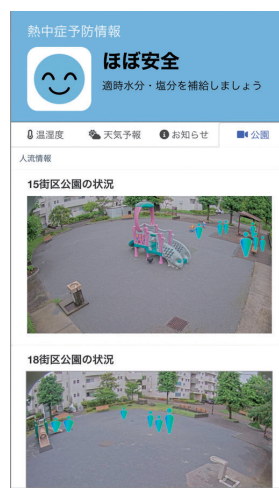 熱中症予防情報
ほぼ安全
適時水分・塩分を補給しましょう
温湿度
天気予報
お知らせ
公園
人流情報
15街区公園の状況
18街区公園の状況